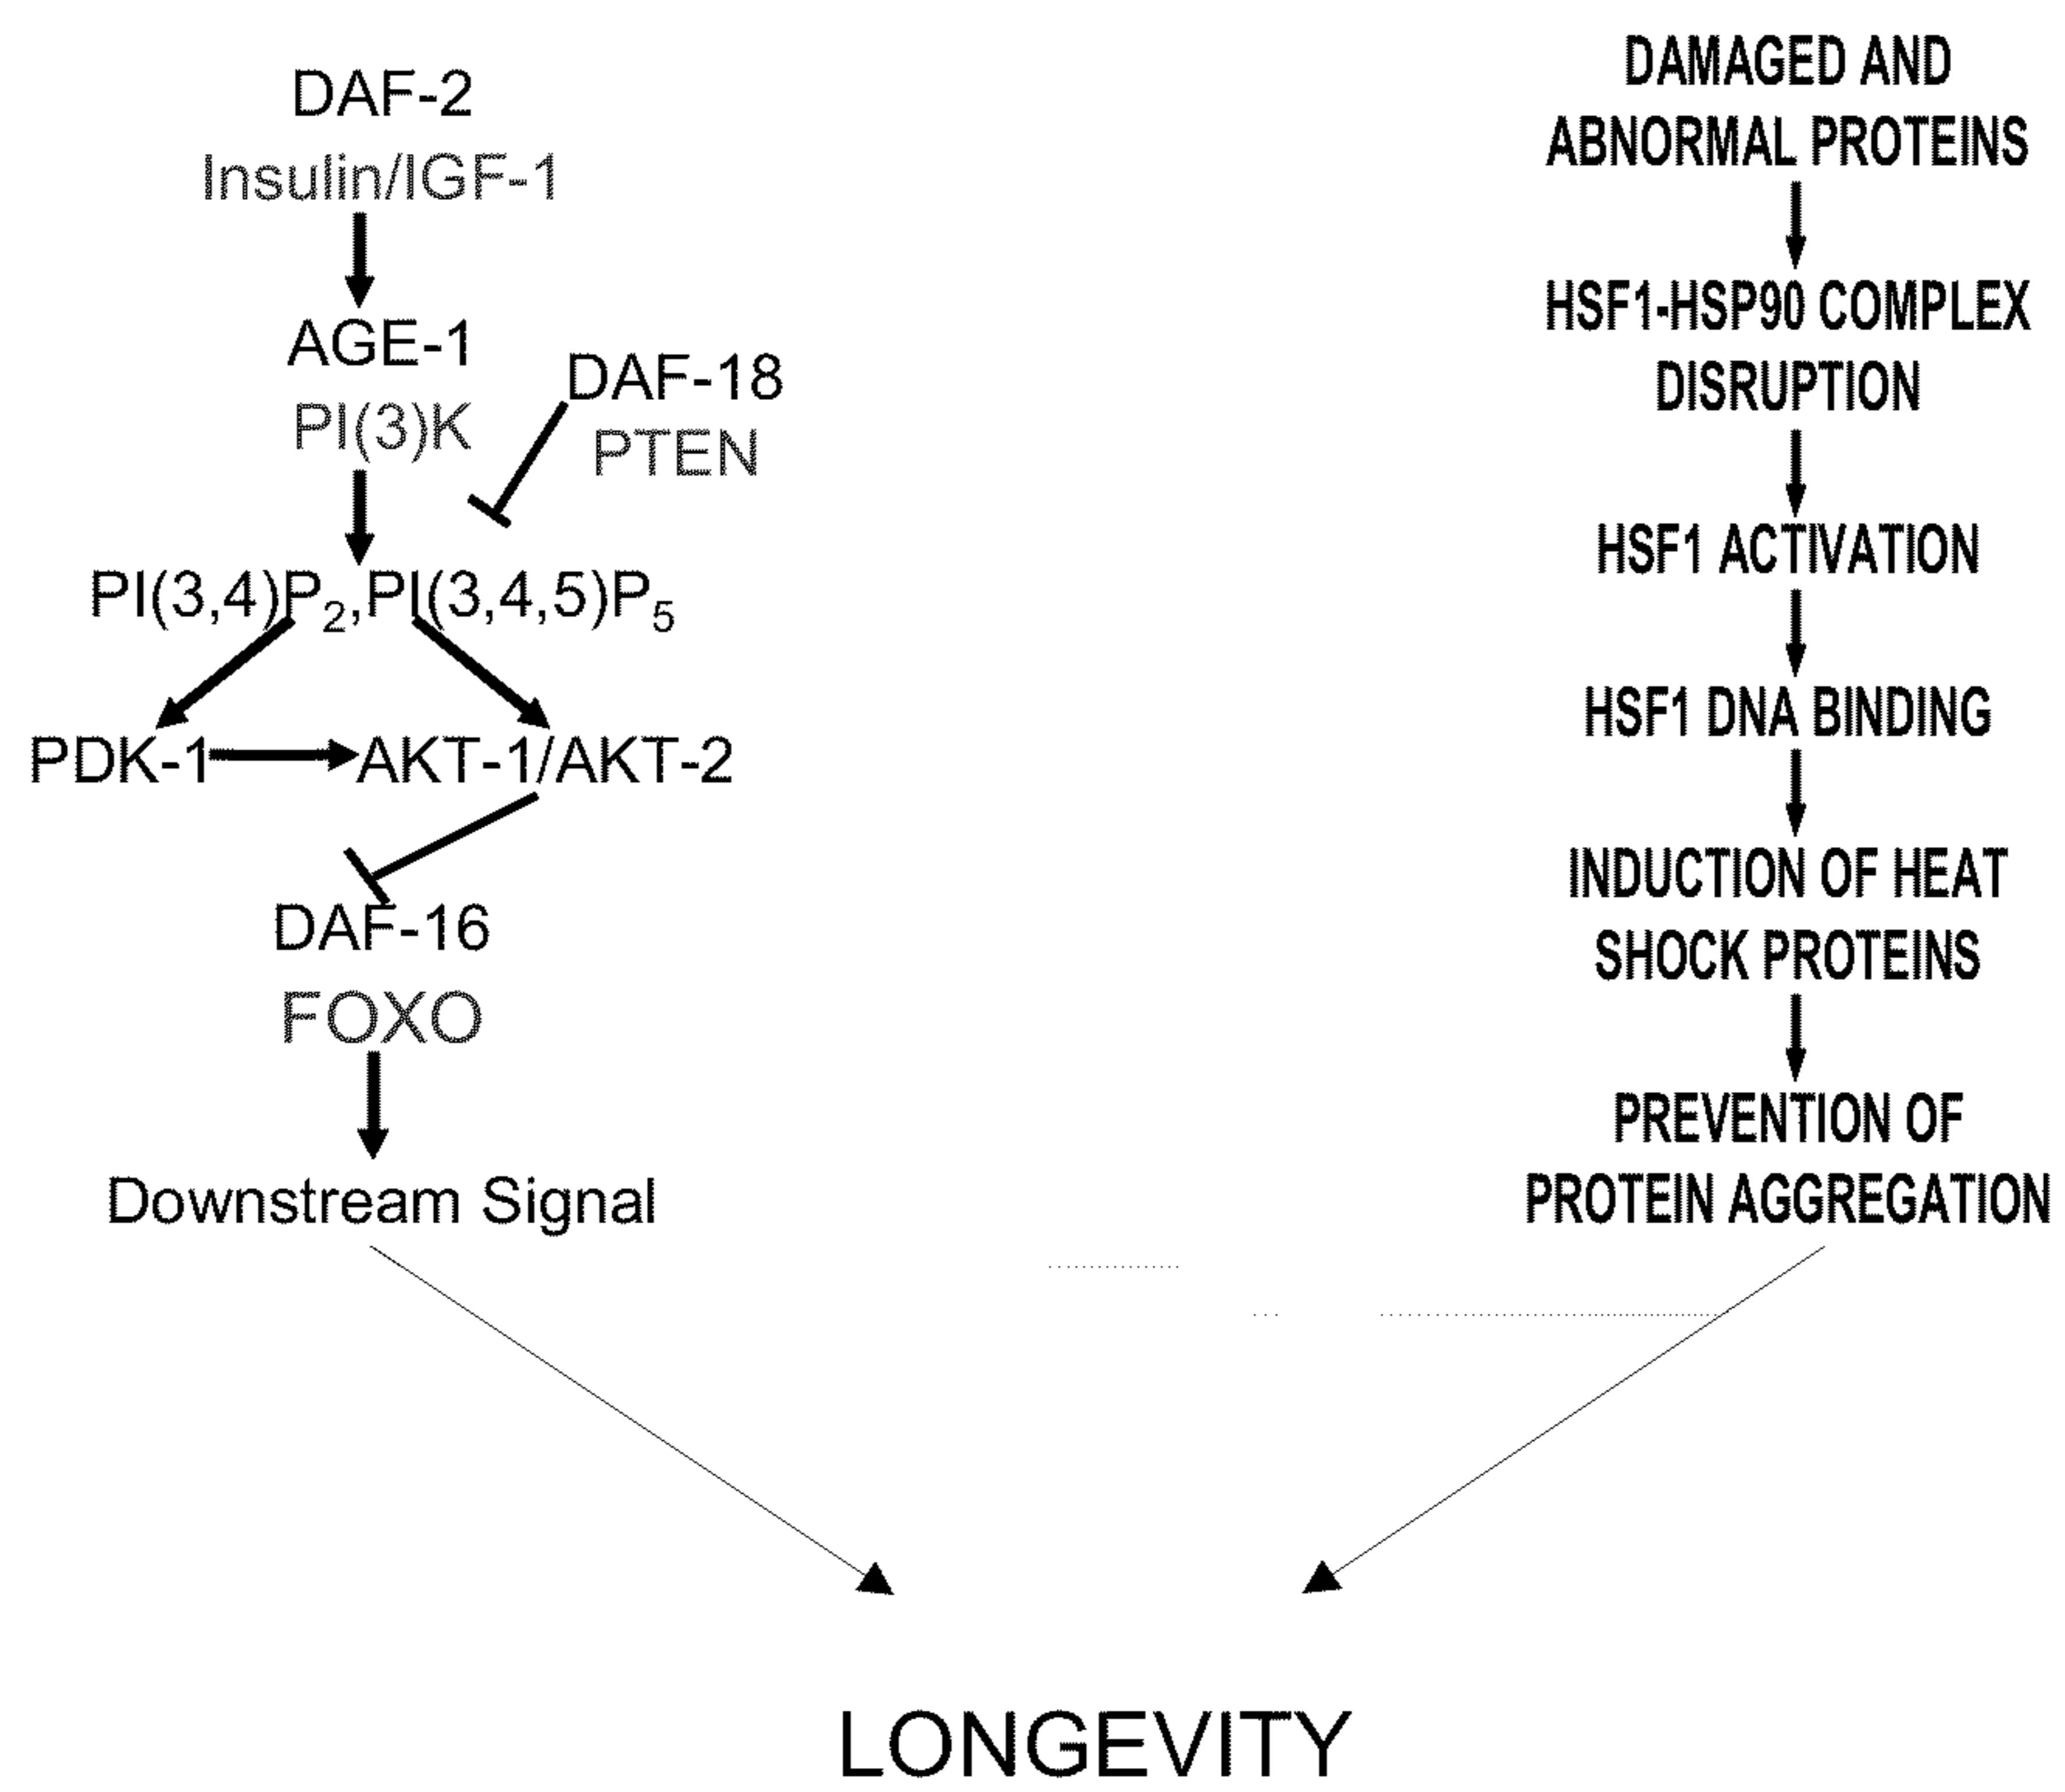 DAF-2
Insulin/IGF-1
AGE-1
PI(3)K
DAF-18
PTEN
PI(3,4)P2,PI(3,4,5)P5
PDK-1
AKT-1/AKT-2
DAF-16
FOXO
Downstream Signal
DAMAGED AND
ABNORMAL PROTEINS
HSF1-HSP90 COMPLEX
DISRUPTION
HSF1 ACTIVATION
HSF1 DNA BINDING
INDUCTION OF HEAT
SHOCK PROTEINS
PREVENTION OF
PROTEIN AGGREGATION
LONGEVITY